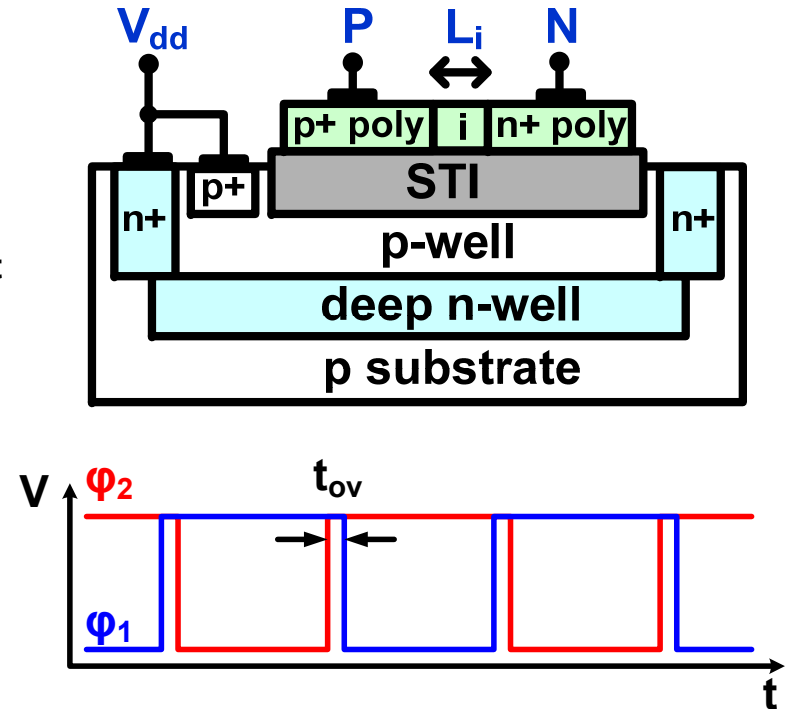 Vdd P Li N
p+ poly i n+ poly
STI
n+ p+ n+
p-well
deep n-well
p substrate
V φ2 tov
φ1
t